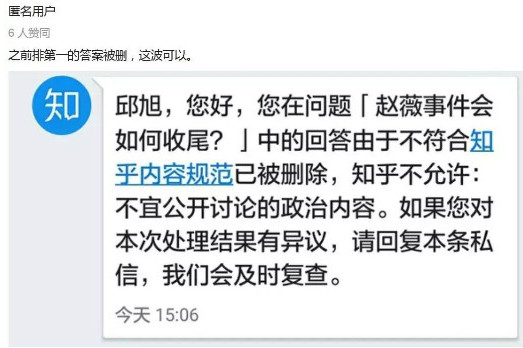 匿名用户
6 人赞同
之前排第一的答案被删，这波可以。
知
邱旭，您好，您在问题「赵薇事件会
如何收尾？」中的回答由于不符合知
乎内容规范已被删除，知乎不允许：
不宜公开讨论的政治内容。如果您对
本次处理结果有异议，请回复本条私
信，我们会及时复查。
今天 15:06